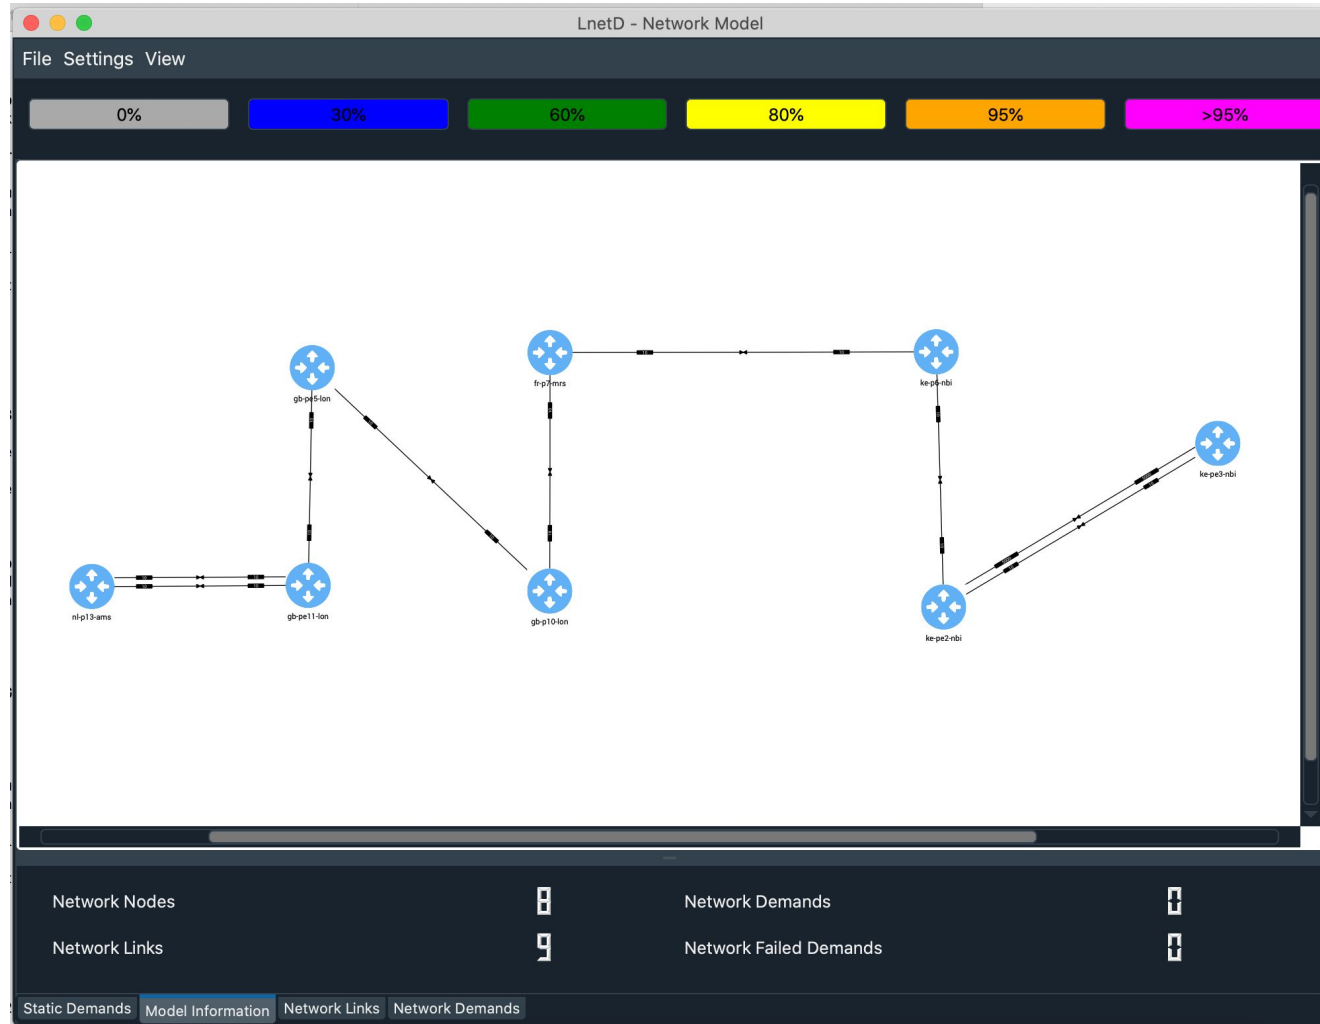 LnetD - Network Model
File Settings View
0% 30% 60% 80% 95% >95%
fr-p7-mrs
ke-p6-nbi
gb-pe5-lon
ke-pe3-nbi
nl-p13-ams
gb-pe11-lon
gb-p10-lon
ke-pe2-nbi
Network Nodes 8 Network Demands 0
Network Links 9 Network Failed Demands 0
Static Demands Model Information Network Links Network Demands